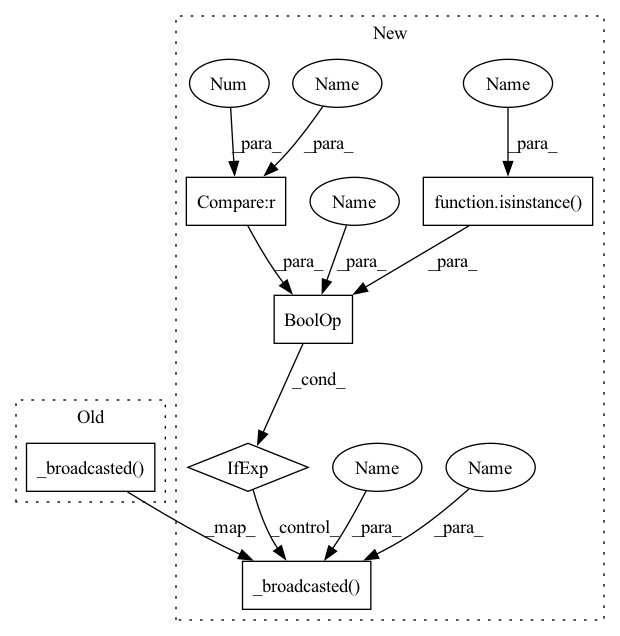 New
Num
Name
Name
_para_
_para_
_para_
Compare:r
Name
function.isinstance()
_para_
_para_
_para_
BoolOp
_cond_
Old
_broadcasted()
IfExp
Name
Name
_map_
_control_
_para_
_para_
_broadcasted()